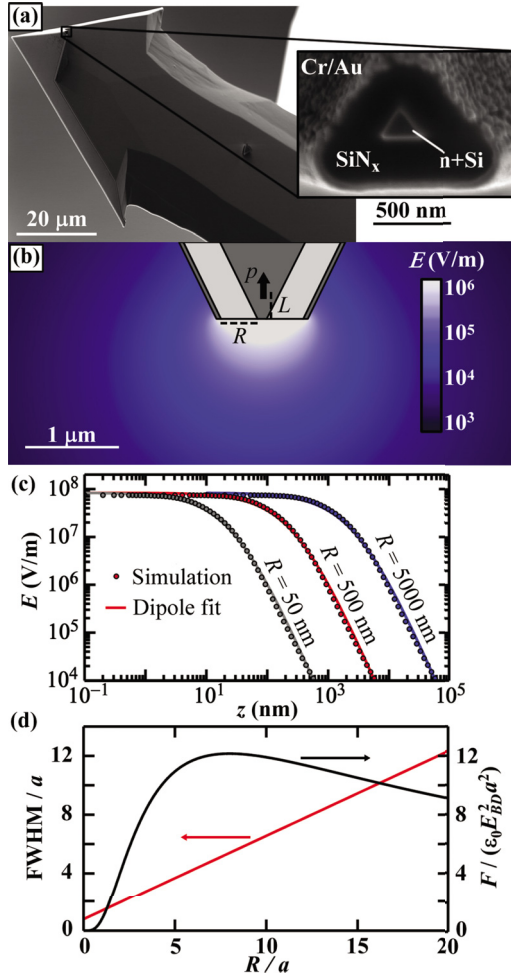 (a)
Cr/Au
SiNx
n+Si
20 μm
500 nm
(b)
E (V/m)
p
L
R
10^6
10^5
10^4
10^3
1 μm
(c)
10^8
10^7
10^6
10^5
10^4
E (V/m)
Simulation
Dipole fit
R = 50 nm
R = 500 nm
R = 5000 nm
10^-1 10^1 10^3 10^5
z (nm)
(d)
12
8
4
0
FWHM / a
12
8
4
0
F / (ε0E²BDa²)
0 5 10 15 20
R / a